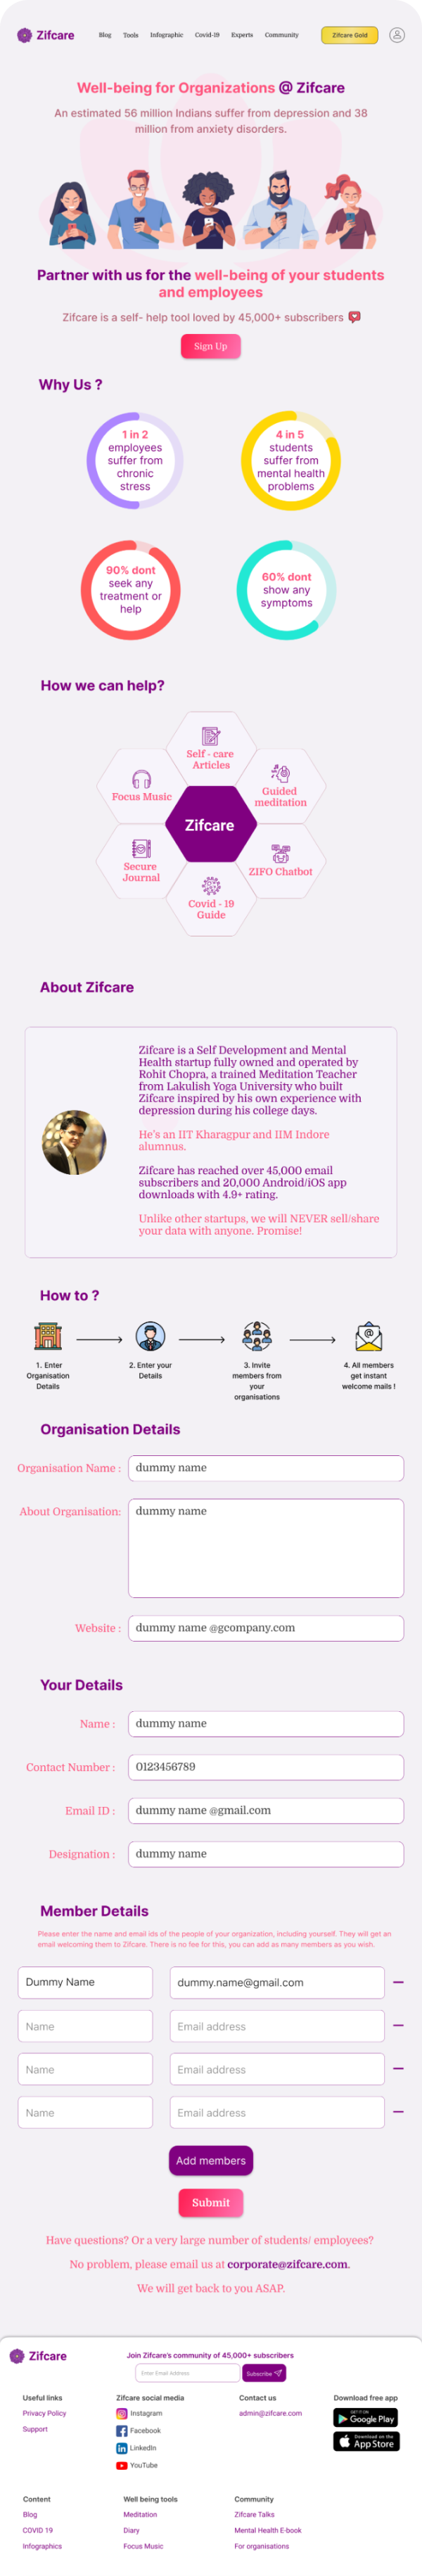 Zifcare
Blog Tools Infographic Covid-19 Experts Community Zifcare Gold
Well-being for Organizations @ Zifcare
An estimated 56 million Indians suffer from depression and 38
million from anxiety disorders.
Partner with us for the well-being of your students
and employees
Zifcare is a self- help tool loved by 45,000+ subscribers
Sign Up
Why Us ?
1 in 2
employees
suffer from
chronic
stress
4 in 5
students
suffer from
mental health
problems
90% dont
seek any
treatment or
help
60% dont
show any
symptoms
How we can help?
Self - care
Articles
Focus Music
Guided
meditation
Zifcare
Secure
Journal
ZIFO Chatbot
Covid - 19
Guide
About Zifcare
Zifcare is a Self Development and Mental
Health startup fully owned and operated by
Rohit Chopra, a trained Meditation Teacher
from Lakulish Yoga University who built
Zifcare inspired by his own experience with
depression during his college days.
He's an IIT Kharagpur and IIM Indore
alumnus.
Zifcare has reached over 45,000 email
subscribers and 20,000 Android/iOS app
downloads with 4.9+ rating.
Unlike other startups, we will NEVER sell/share
your data with anyone. Promise!
How to ?
1. Enter
Organisation
Details
2. Enter your
Details
3. Invite
members from
your
organisations
4. All members
get instant
welcome mails !
Organisation Details
Organisation Name : dummy name
About Organisation: dummy name
Website : dummy name @gcompany.com
Your Details
Name : dummy name
Contact Number : 0123456789
Email ID : dummy name @gmail.com
Designation : dummy name
Member Details
Please enter the name and email ids of the people of your organization, including yourself. They will get an
email welcoming them to Zifcare. There is no fee for this, you can add as many members as you wish.
Dummy Name dummy.name@gmail.com
Name Email address
Name Email address
Name Email address
Add members
Submit
Have questions? Or a very large number of students/ employees?
No problem, please email us at corporate@zifcare.com.
We will get back to you ASAP.
Zifcare
Join Zifcare's community of 45,000+ subscribers
Enter Email Address Subscribe
Useful links
Privacy Policy
Support
Zifcare social media
Instagram
Facebook
LinkedIn
YouTube
Contact us
admin@zifcare.com
Download free app
GET IT ON
Google Play
Download on the
App Store
Content
Blog
COVID 19
Infographics
Well being tools
Meditation
Diary
Focus Music
Community
Zifcare Talks
Mental Health E-book
For organisations